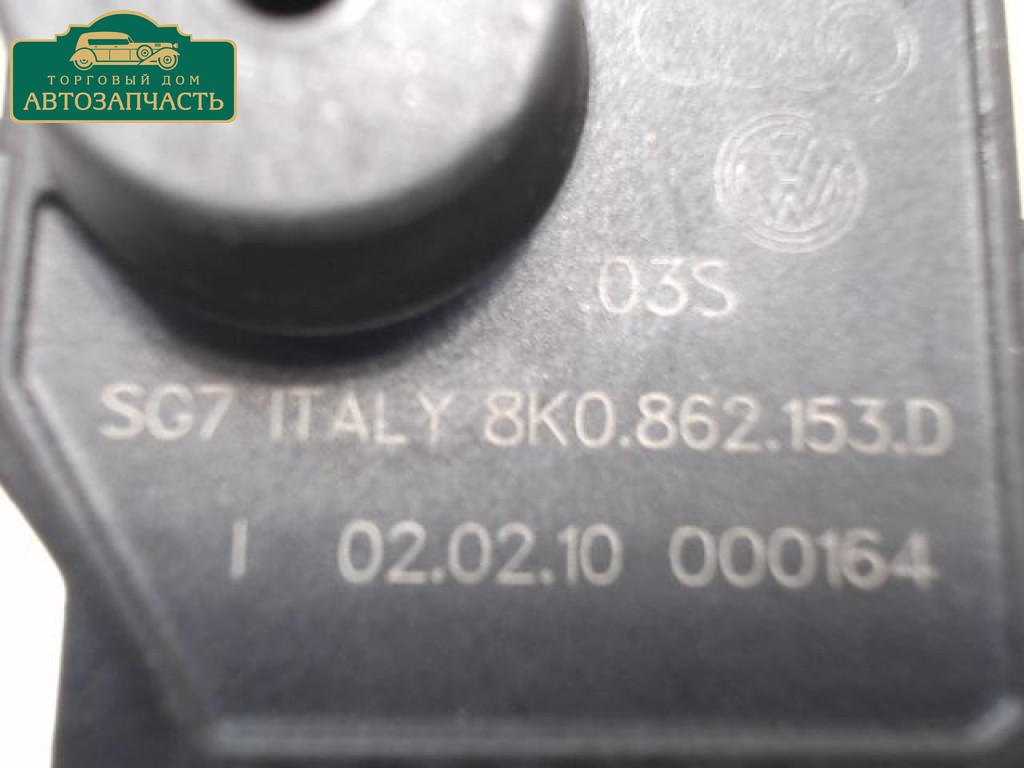 ТОРГОВЫЙ ДОМ
АВТОЗАПЧАСТЬ
03S
SG7 ITALY 8K0.862.153.D
I 02.02.10 000164